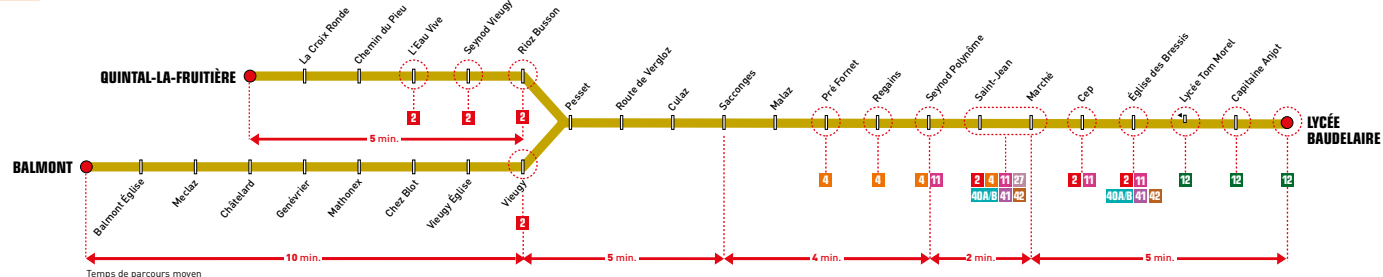 La Croix Ronde
Chemin du Pieu
L'Eau Vive
Seynod Vieugy
Rioz Busson
QUINTAL-LA-FRUITIÈRE
2
2
2
5 min.
Pesset
Route de Vergloz
Culaz
Sacconges
Malaz
Pré Fornet
Regains
Seynod Polynôme
Saint-Jean
Marché
Cep
Église des Bressis
Lycée Tom Morel
Capitaine Anjot
LYCÉE
BAUDELAIRE
BALMONT
Balmont Église
Meclaz
Châtelard
Genévrier
Mathonex
Chez Blot
Vieugy Église
Vieugy
2
4
4
4 11
2 4 11 27
40A/B 41 42
2 11
2 11
40A/B 41 42
12
12
12
10 min.
5 min.
4 min.
2 min.
5 min.
Temps de parcours moyen